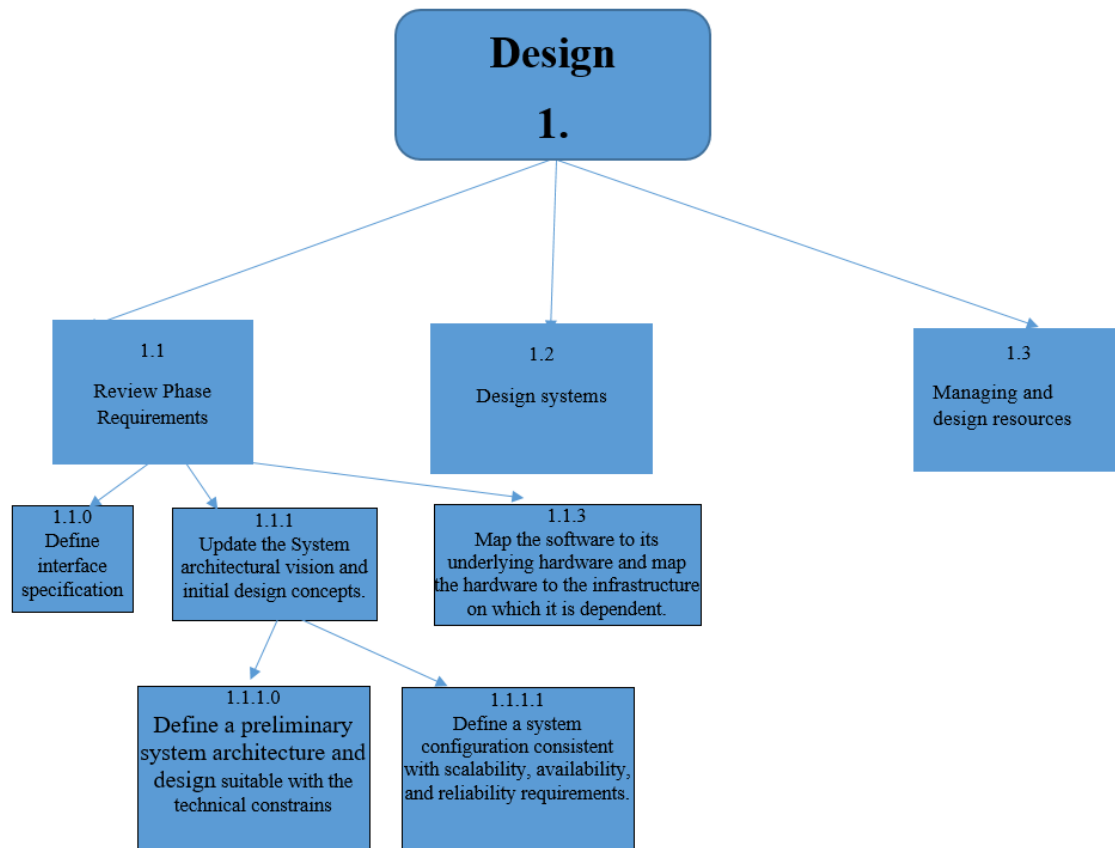 Design
1.
1.1
Review Phase
Requirements
1.2
Design systems
1.3
Managing and
design resources
1.1.0
Define
interface
specification
1.1.1
Update the System
architectural vision and
initial design concepts.
1.1.3
Map the software to its
underlying hardware and map
the hardware to the infrastructure
on which it is dependent.
1.1.1.0
Define a preliminary
system architecture and
design suitable with the
technical constrains
1.1.1.1
Define a system
configuration consistent
with scalability, availability,
and reliability requirements.